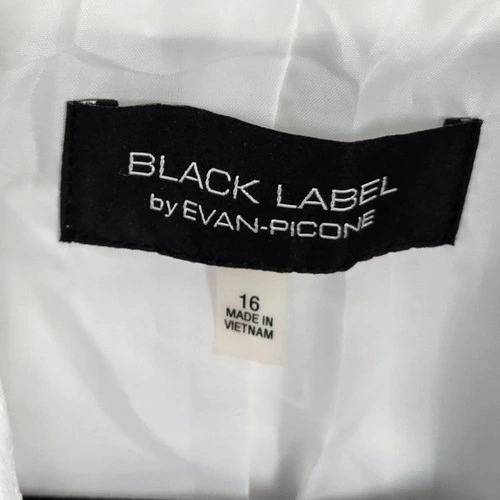 BLACK LABEL
by EVAN-PICONE
16
MADE IN
VIETNAM